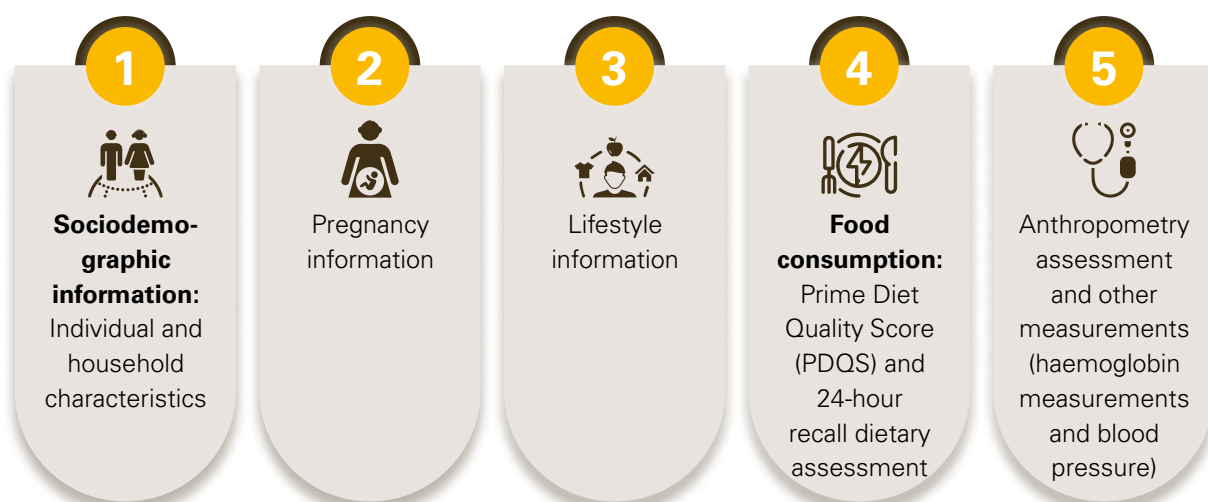 1
Sociodemo-
graphic
information:
Individual and
household
characteristics
2
Pregnancy
information
3
Lifestyle
information
4
Food
consumption:
Prime Diet
Quality Score
(PDQS) and
24-hour
recall dietary
assessment
5
Anthropometry
assessment
and other
measurements
(haemoglobin
measurements
and blood
pressure)